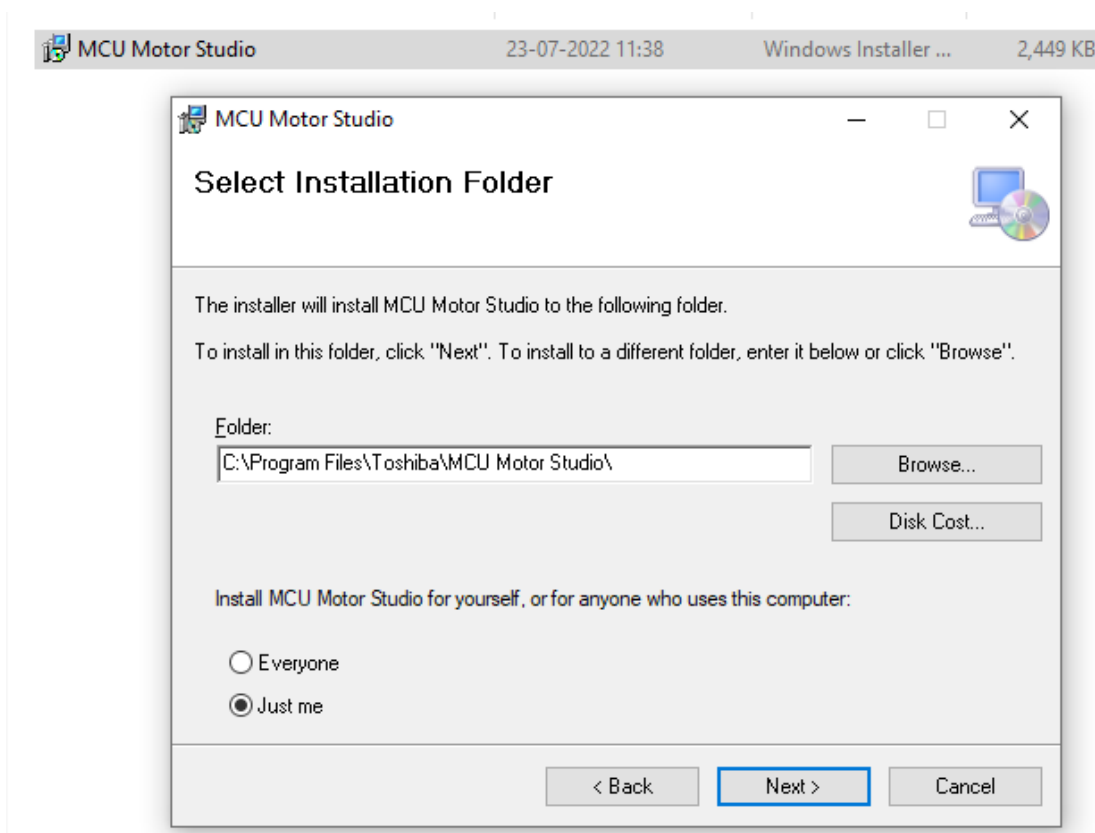 MCU Motor Studio 23-07-2022 11:38 Windows Installer ... 2,449 KB
MCU Motor Studio
Select Installation Folder
The installer will install MCU Motor Studio to the following folder.
To install in this folder, click "Next". To install to a different folder, enter it below or click "Browse".
Folder:
C:\Program Files\Toshiba\MCU Motor Studio\
Browse...
Disk Cost...
Install MCU Motor Studio for yourself, or for anyone who uses this computer:
Everyone
Just me
< Back Next > Cancel